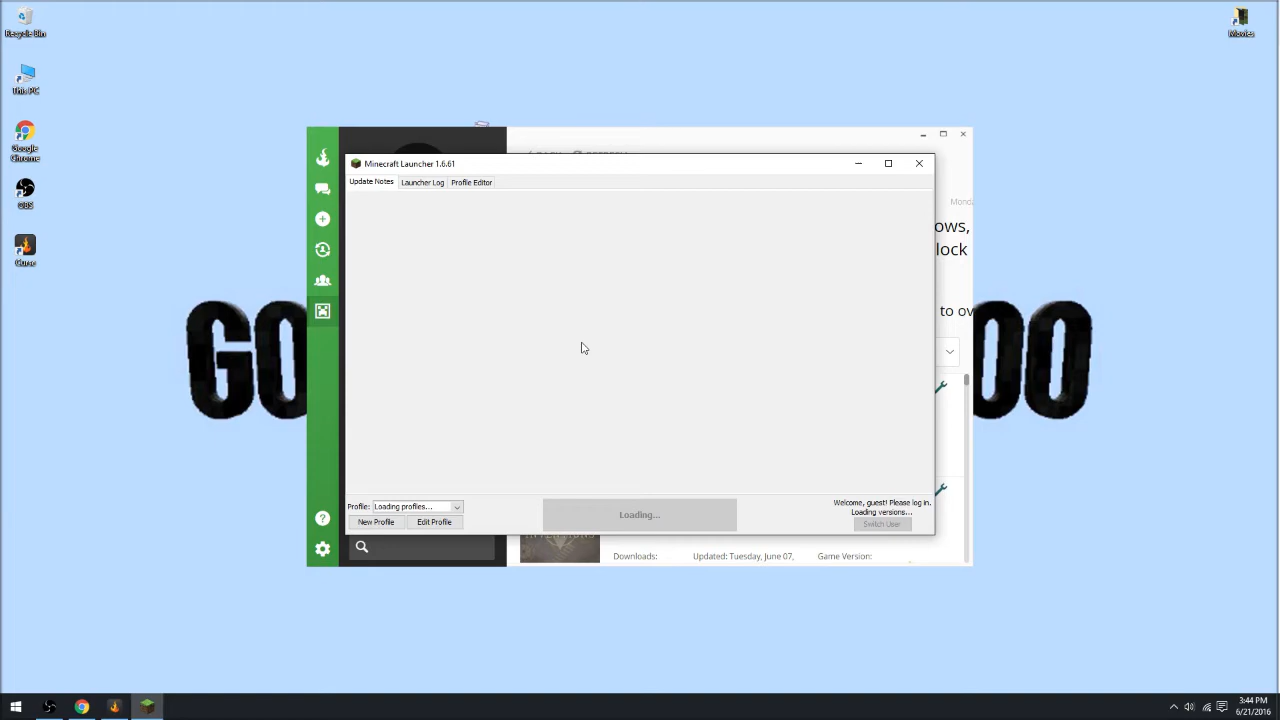 Recycle Bin
Movies
This PC
Google
Chrome
OBS
Curse
GO
OO
Monda
ows,
lock
to ov
Minecraft Launcher 1.6.61
Update Notes
Launcher Log
Profile Editor
Profile:
Loading profiles...
New Profile
Edit Profile
Loading...
Welcome, guest! Please log in.
Loading versions...
Switch User
Downloads:
Updated: Tuesday, June 07,
Game Version:
3:44 PM
6/21/2016